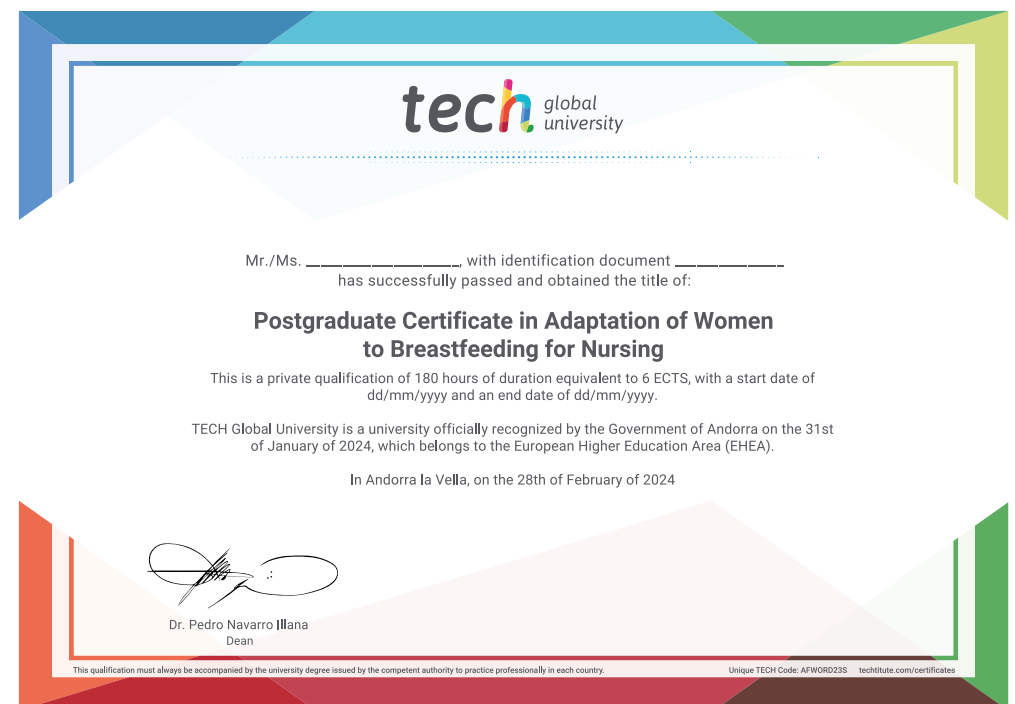 tech global
university
Mr./Ms. ____________________, with identification document ______________
has successfully passed and obtained the title of:
Postgraduate Certificate in Adaptation of Women
to Breastfeeding for Nursing
This is a private qualification of 180 hours of duration equivalent to 6 ECTS, with a start date of
dd/mm/yyyy and an end date of dd/mm/yyyy.
TECH Global University is a university officially recognized by the Government of Andorra on the 31st
of January of 2024, which belongs to the European Higher Education Area (EHEA).
In Andorra la Vella, on the 28th of February of 2024
Dr. Pedro Navarro Illana
Dean
This qualification must always be accompanied by the university degree issued by the competent authority to practice professionally in each country.
Unique TECH Code: AFWORD23S techtitute.com/certificates